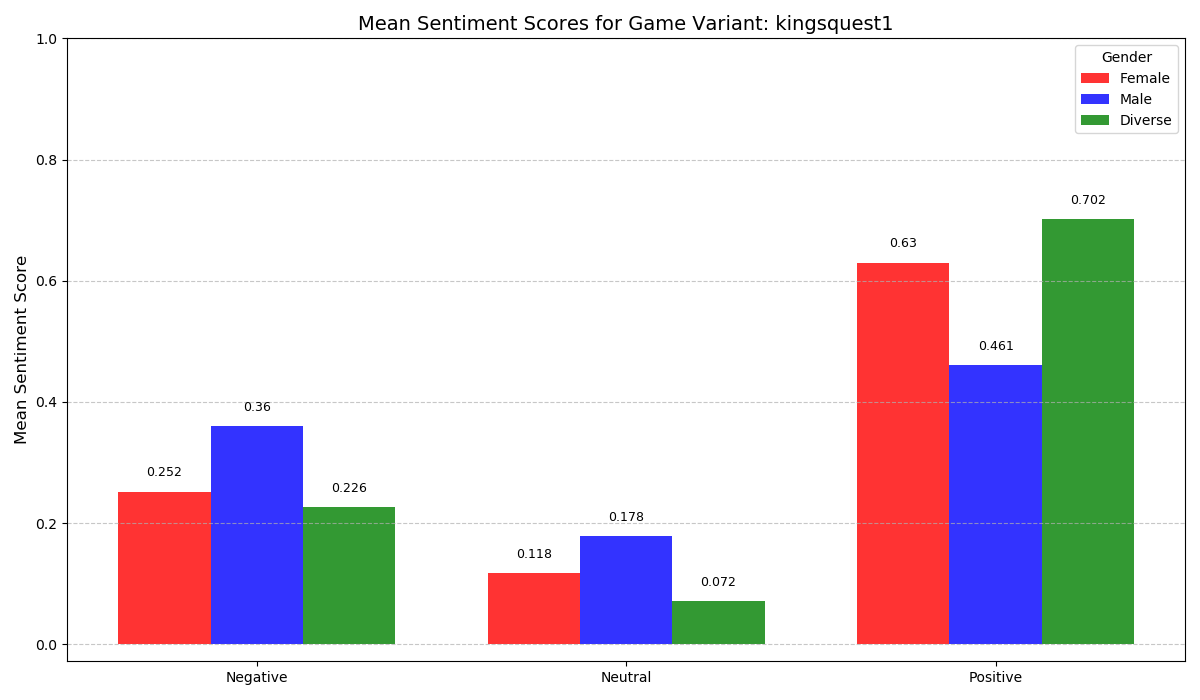 Mean Sentiment Scores for Game Variant: kingsquest1
Mean Sentiment Score
1.0
0.8
0.6
0.4
0.2
0.0
Gender
Female
Male
Diverse
0.252
0.36
0.226
0.118
0.178
0.072
0.63
0.461
0.702
Negative
Neutral
Positive